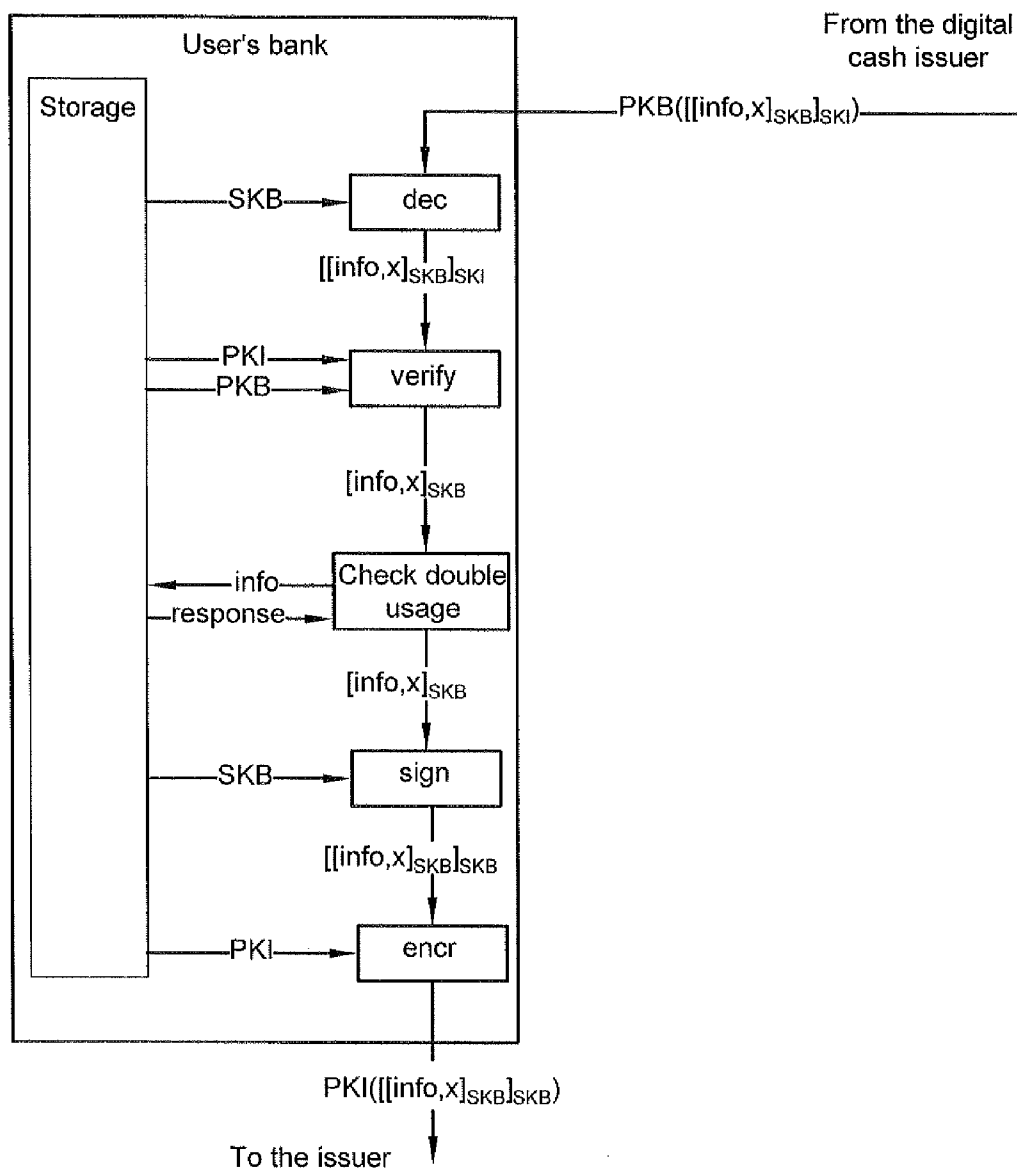 From the digital
cash issuer
User's bank
Storage
PKB([[info,x]SKB]SKI)
SKB
dec
[[info,x]SKB]SKI
PKI
PKB
verify
[info,x]SKB
info
response
Check double
usage
[info,x]SKB
SKB
sign
[[info,x]SKB]SKB
PKI
encr
PKI([[info,x]SKB]SKB)
To the issuer